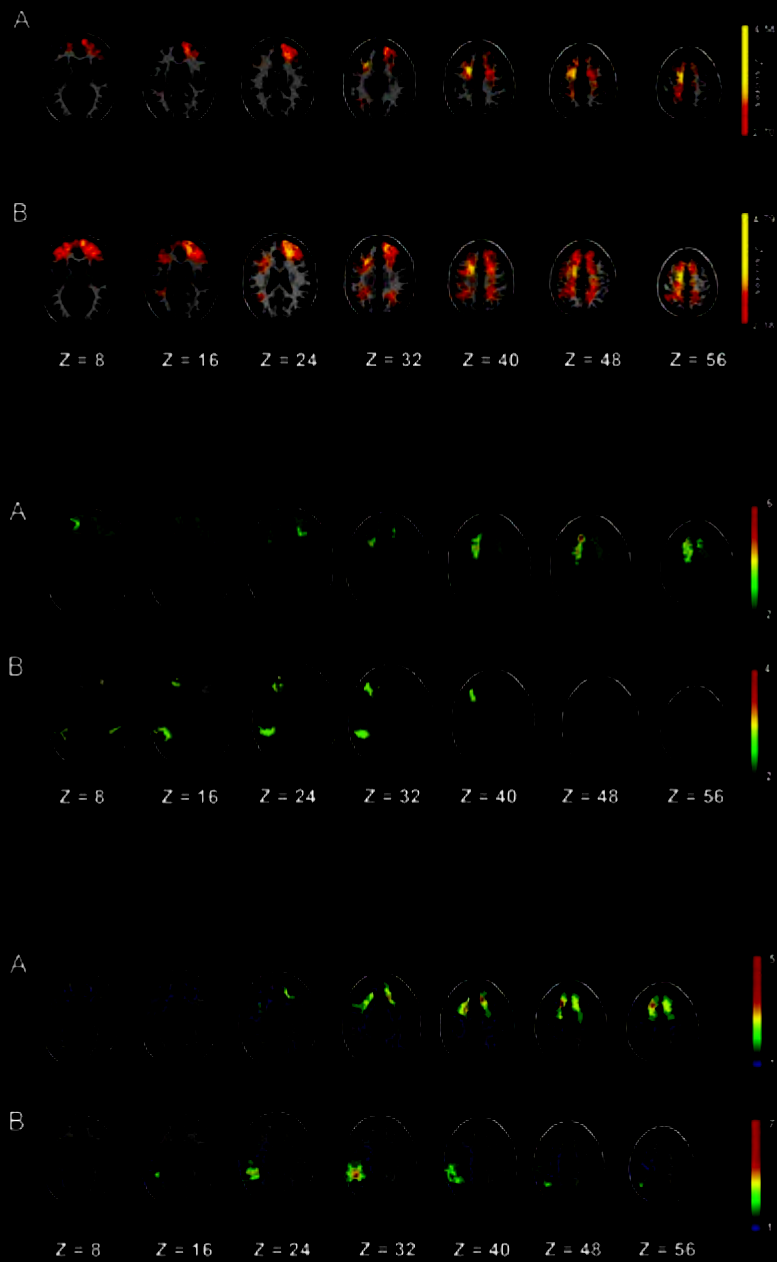 A
B
Z = 8 Z = 16 Z = 24 Z = 32 Z = 40 Z = 48 Z = 56
A
5
2
B
4
2
Z = 8 Z = 16 Z = 24 Z = 32 Z = 40 Z = 48 Z = 56
A
5
B
7
1
Z = 8 Z = 16 Z = 24 Z = 32 Z = 40 Z = 48 Z = 56